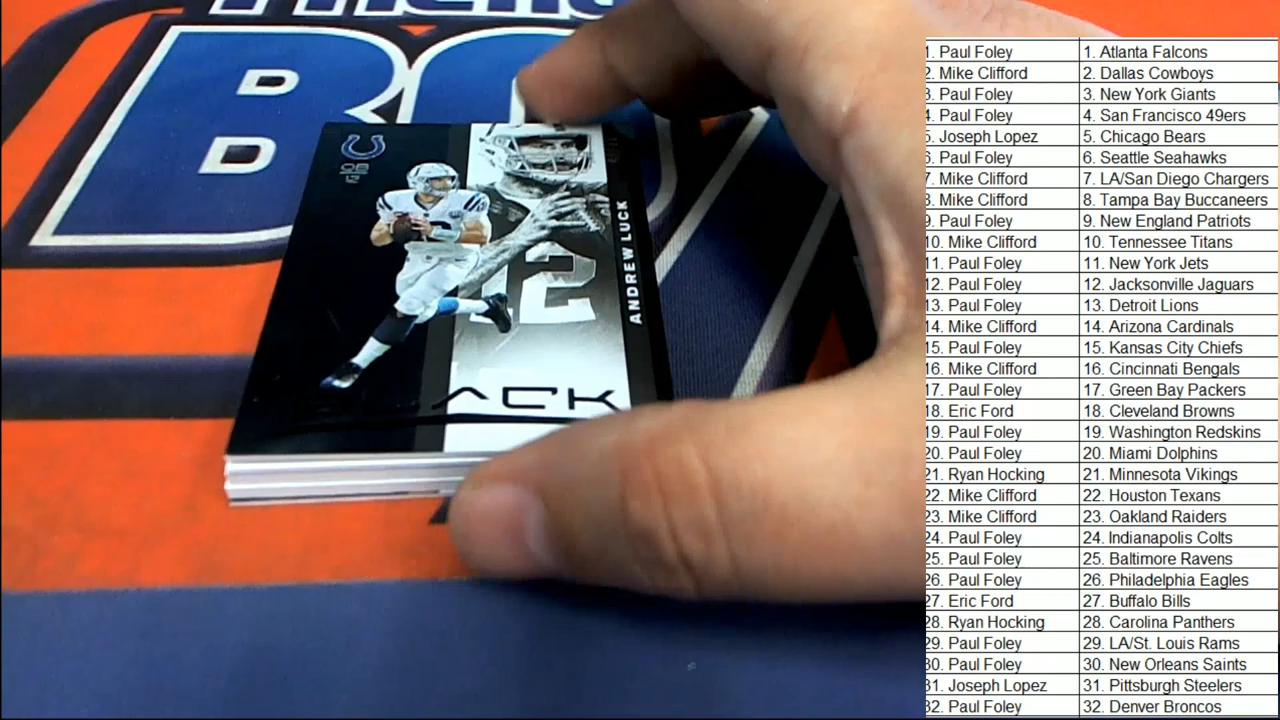 BO
QB
12
12
ANDREW LUCK
ACK
1. Paul Foley 1. Atlanta Falcons
2. Mike Clifford 2. Dallas Cowboys
3. Paul Foley 3. New York Giants
4. Paul Foley 4. San Francisco 49ers
5. Joseph Lopez 5. Chicago Bears
6. Paul Foley 6. Seattle Seahawks
7. Mike Clifford 7. LA/San Diego Chargers
8. Mike Clifford 8. Tampa Bay Buccaneers
9. Paul Foley 9. New England Patriots
10. Mike Clifford 10. Tennessee Titans
11. Paul Foley 11. New York Jets
12. Paul Foley 12. Jacksonville Jaguars
13. Paul Foley 13. Detroit Lions
14. Mike Clifford 14. Arizona Cardinals
15. Paul Foley 15. Kansas City Chiefs
16. Mike Clifford 16. Cincinnati Bengals
17. Paul Foley 17. Green Bay Packers
18. Eric Ford 18. Cleveland Browns
19. Paul Foley 19. Washington Redskins
20. Paul Foley 20. Miami Dolphins
21. Ryan Hocking 21. Minnesota Vikings
22. Mike Clifford 22. Houston Texans
23. Mike Clifford 23. Oakland Raiders
24. Paul Foley 24. Indianapolis Colts
25. Paul Foley 25. Baltimore Ravens
26. Paul Foley 26. Philadelphia Eagles
27. Eric Ford 27. Buffalo Bills
28. Ryan Hocking 28. Carolina Panthers
29. Paul Foley 29. LA/St. Louis Rams
30. Paul Foley 30. New Orleans Saints
31. Joseph Lopez 31. Pittsburgh Steelers
32. Paul Foley 32. Denver Broncos